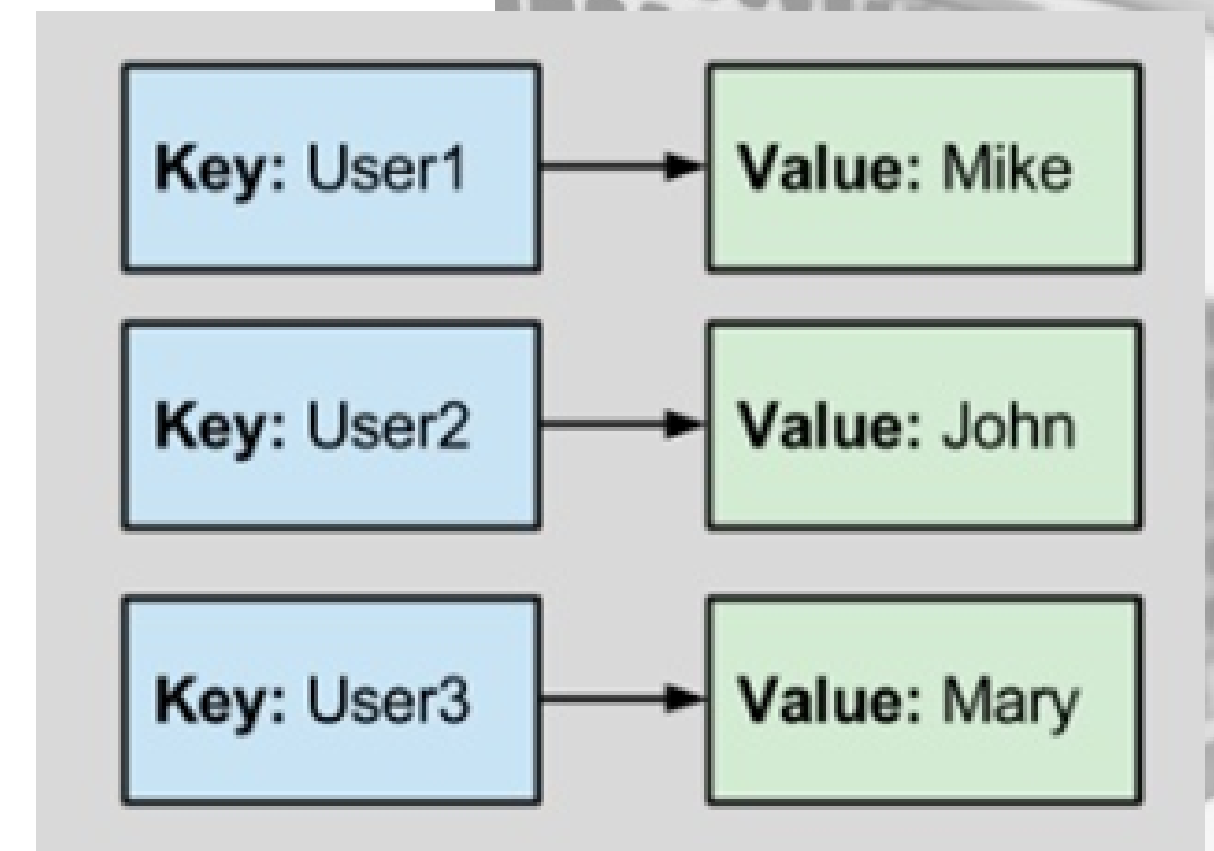 Key: User1
Value: Mike
Key: User2
Value: John
Key: User3
Value: Mary